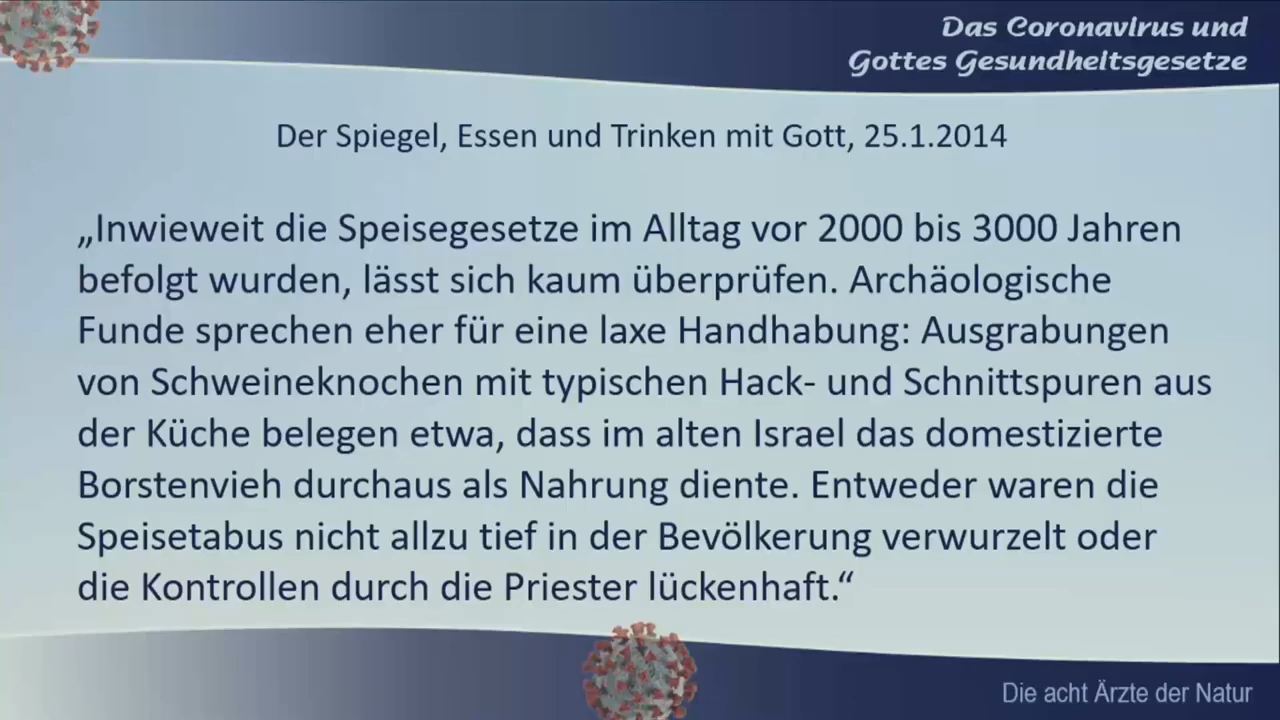 Das Coronavirus und
Gottes Gesundheitsgesetze
Der Spiegel, Essen und Trinken mit Gott, 25.1.2014
„Inwieweit die Speisegesetze im Alltag vor 2000 bis 3000 Jahren
befolgt wurden, lässt sich kaum überprüfen. Archäologische
Funde sprechen eher für eine laxe Handhabung: Ausgrabungen
von Schweineknochen mit typischen Hack- und Schnittspuren aus
der Küche belegen etwa, dass im alten Israel das domestizierte
Borstenvieh durchaus als Nahrung diente. Entweder waren die
Speisetabus nicht allzu tief in der Bevölkerung verwurzelt oder
die Kontrollen durch die Priester lückenhaft.“
Die acht Ärzte der Natur